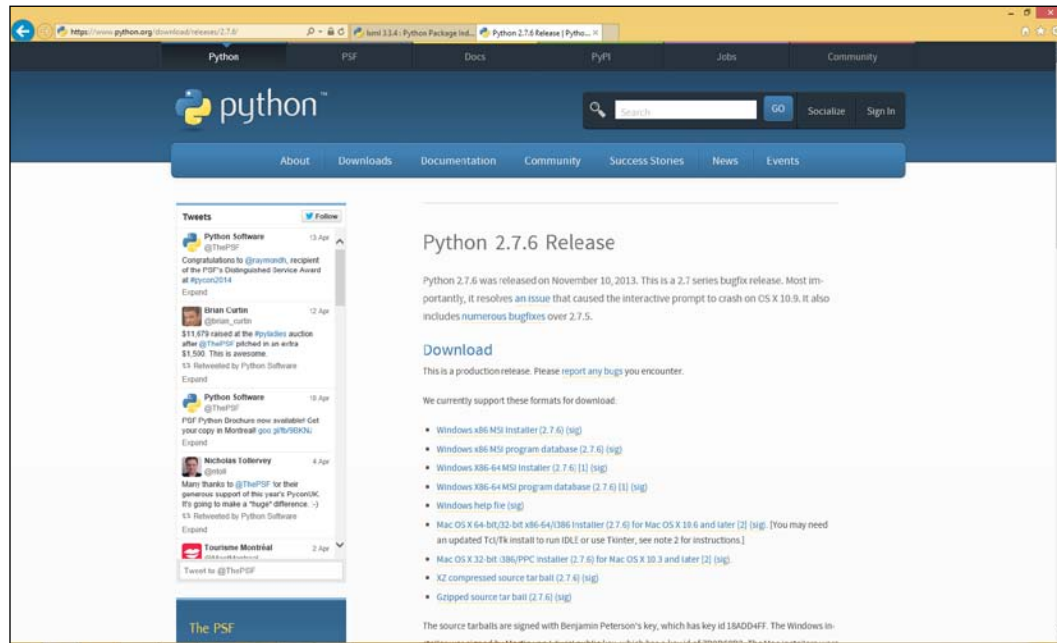 https://www.python.org/download/releases/2.7.6/
lxml 3.3.4 : Python Package Ind...
Python 2.7.6 Release | Pytho...
Python
PSF
Docs
PyPI
Jobs
Community
python™
Search
GO
Socialize
Sign In
About
Downloads
Documentation
Community
Success Stories
News
Events
Tweets
Follow
Python Software
13 Apr
@ThePSF
Congratulations to @raymondh, recipient
of the PSF's Distinguished Service Award
at #pycon2014
Expand
Brian Curtin
12 Apr
@brian_curtin
$11,679 raised at the #pyladies auction
after @ThePSF pitched in an extra
$1,500. This is awesome.
Retweeted by Python Software
Expand
Python Software
@ThePSF
PSF Python Brochure now available! Get
your copy in Montreal!
Expand
Nicholas Tollervey
4 Apr
@ntoll
Many thanks to @ThePSF for their
generous support of this year's PyconUK.
It's going to make a "huge" difference. :-)
Retweeted by Python Software
Expand
Tourisme Montréal
2 Apr
Tweet to @ThePSF
The PSF
Python 2.7.6 Release
Python 2.7.6 was released on November 10, 2013. This is a 2.7 series bugfix release. Most im-
portantly, it resolves an issue that caused the interactive prompt to crash on OS X 10.9. It also
includes numerous bugfixes over 2.7.5.
Download
This is a production release. Please report any bugs you encounter.
We currently support these formats for download:
• Windows x86 MSI Installer (2.7.6) (sig)
• Windows x86 MSI program database (2.7.6) (sig)
• Windows X86-64 MSI Installer (2.7.6) [1] (sig)
• Windows X86-64 MSI program database (2.7.6) [1] (sig)
• Windows help file (sig)
• Mac OS X 64-bit/32-bit x86-64/i386 Installer (2.7.6) for Mac OS X 10.6 and later [2] (sig). [You may need
an updated Tcl/Tk install to run IDLE or use Tkinter, see note 2 for instructions.]
• Mac OS X 32-bit i386/PPC Installer (2.7.6) for Mac OS X 10.3 and later [2] (sig).
• XZ compressed source tar ball (2.7.6) (sig)
• Gzipped source tar ball (2.7.6) (sig)
The source tarballs are signed with Benjamin Peterson's key, which has key id 18ADD4FF. The Windows in-